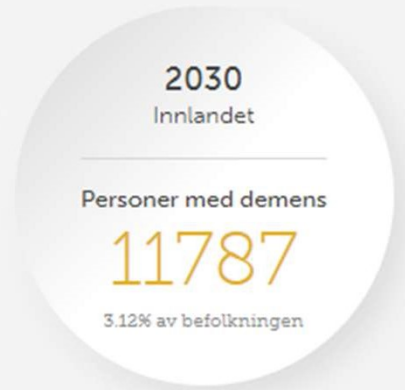 2030
Innlandet
Personer med demens
11787
3.12% av befolkningen